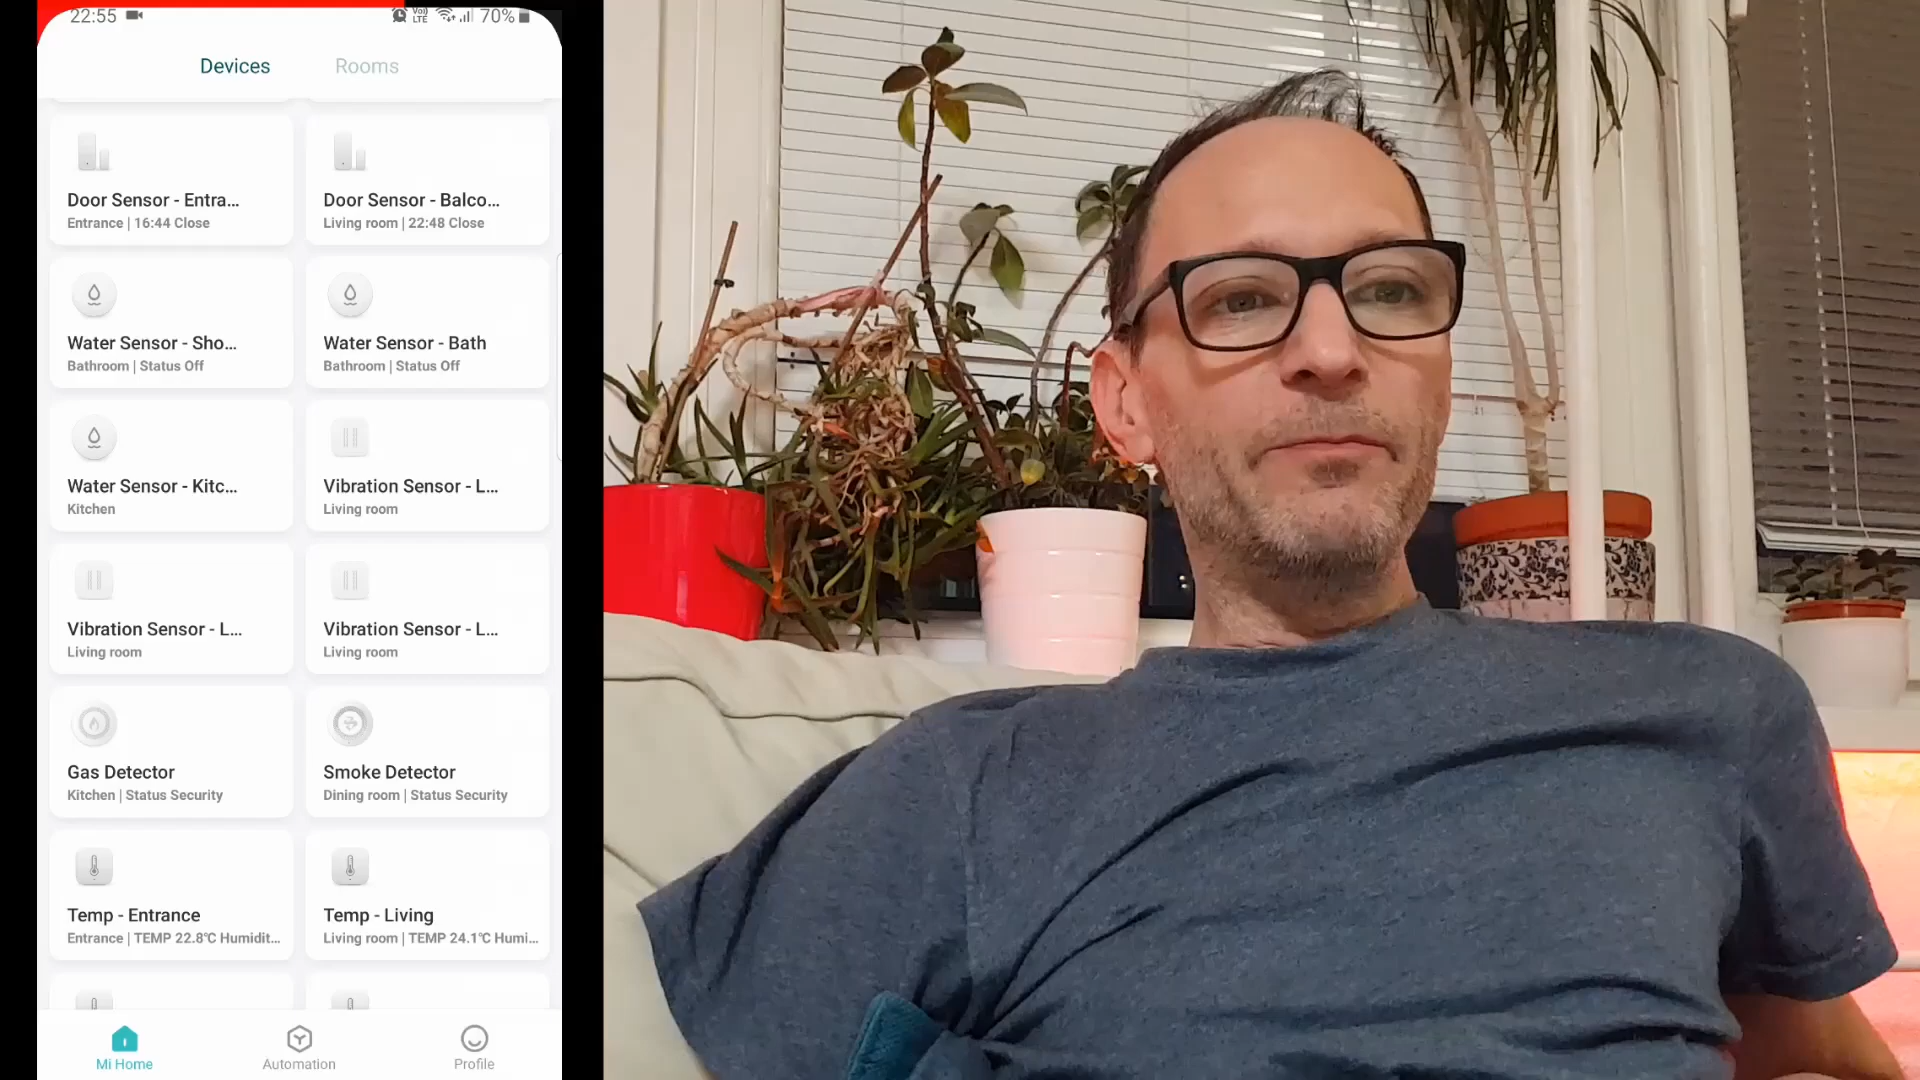 22:55
Vo) LTE
70%
Devices
Rooms
Door Sensor - Entra...
Entrance | 16:44 Close
Door Sensor - Balco...
Living room | 22:48 Close
Water Sensor - Sho...
Bathroom | Status Off
Water Sensor - Bath
Bathroom | Status Off
Water Sensor - Kitc...
Kitchen
Vibration Sensor - L...
Living room
Vibration Sensor - L...
Living room
Vibration Sensor - L...
Living room
Gas Detector
Kitchen | Status Security
Smoke Detector
Dining room | Status Security
Temp - Entrance
Entrance | TEMP 22.8℃ Humidit...
Temp - Living
Living room | TEMP 24.1℃ Humi...
Mi Home
Automation
Profile